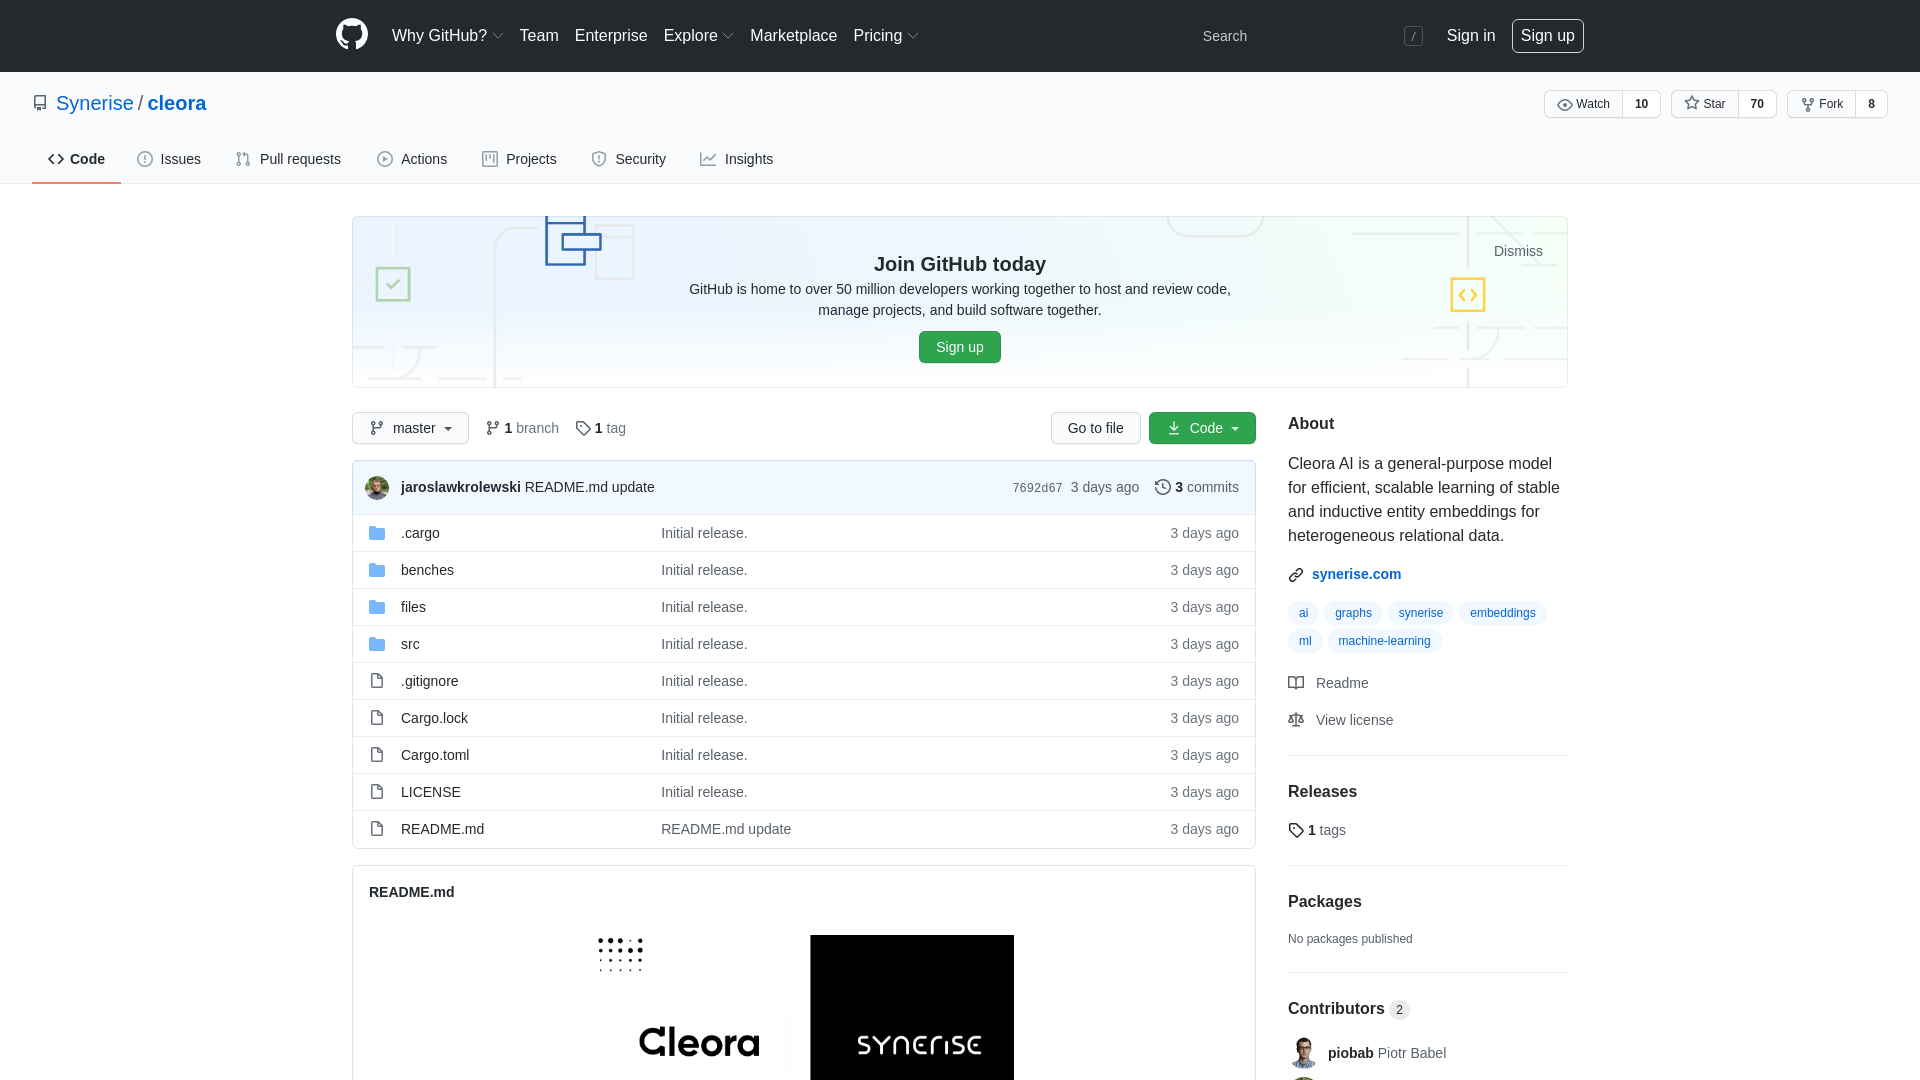 Why GitHub? Team Enterprise Explore Marketplace Pricing Search / Sign in Sign up
Synerise / cleora Watch 10 Star 70 Fork 8
Code Issues Pull requests Actions Projects Security Insights
Dismiss
Join GitHub today
GitHub is home to over 50 million developers working together to host and review code,
manage projects, and build software together.
Sign up
master 1 branch 1 tag Go to file Code
jaroslawkrolewski README.md update 7692d67 3 days ago 3 commits
.cargo Initial release. 3 days ago
benches Initial release. 3 days ago
files Initial release. 3 days ago
src Initial release. 3 days ago
.gitignore Initial release. 3 days ago
Cargo.lock Initial release. 3 days ago
Cargo.toml Initial release. 3 days ago
LICENSE Initial release. 3 days ago
README.md README.md update 3 days ago
README.md
Cleora SYNERISE
About
Cleora AI is a general-purpose model
for efficient, scalable learning of stable
and inductive entity embeddings for
heterogeneous relational data.
synerise.com
ai graphs synerise embeddings
ml machine-learning
Readme
View license
Releases
1 tags
Packages
No packages published
Contributors 2
piobab Piotr Babel